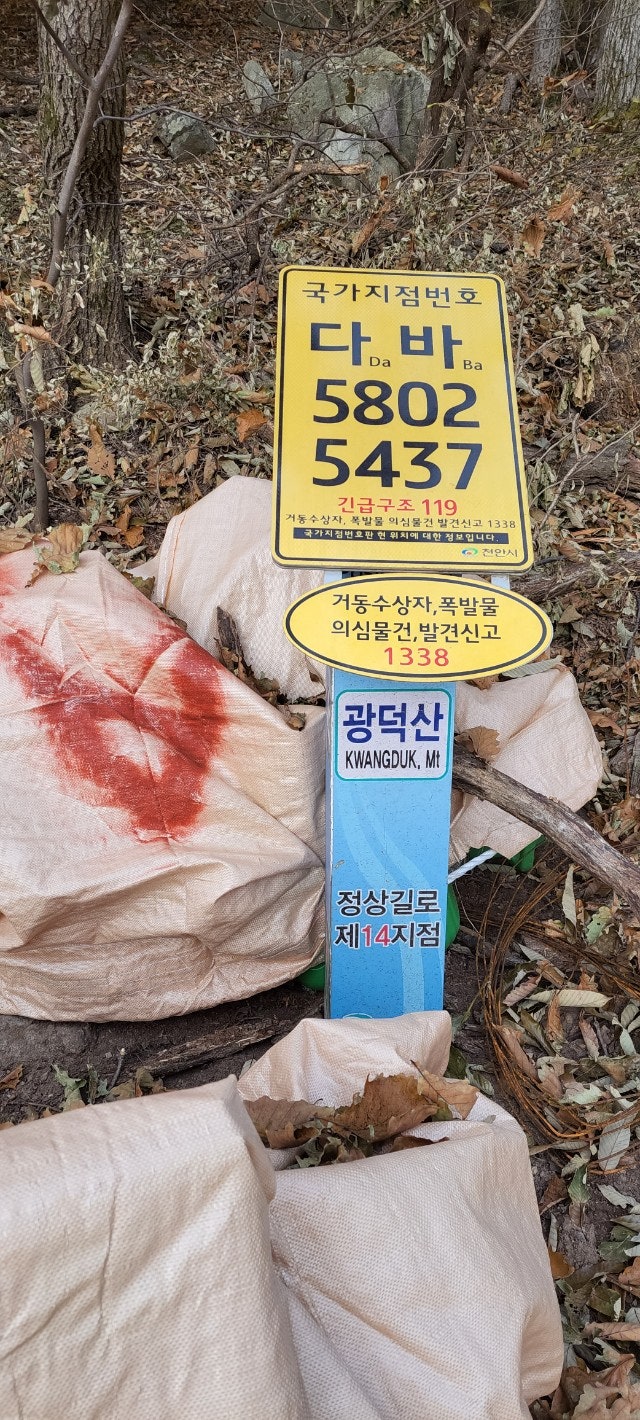 국가지점번호
다Da 바Ba
5802
5437
긴급구조 119
거동수상자, 폭발물 의심물건 발견신고 1338
국가지점번호판 현 위치에 대한 정보입니다.
천안시
거동수상자,폭발물
의심물건,발견신고
1338
광덕산
KWANGDUK, Mt
정상길로
제14지점